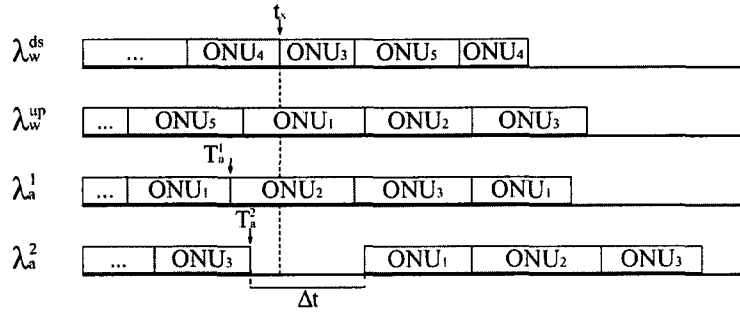 tₓ
λ_w^ds ... ONU₄ ONU₃ ONU₅ ONU₄
λ_w^up ... ONU₅ ONU₁ ONU₂ ONU₃
T_a^1
λ_a^1 ... ONU₁ ONU₂ ONU₃ ONU₁
T_a^2
λ_a^2 ... ONU₃ ONU₁ ONU₂ ONU₃
Δt